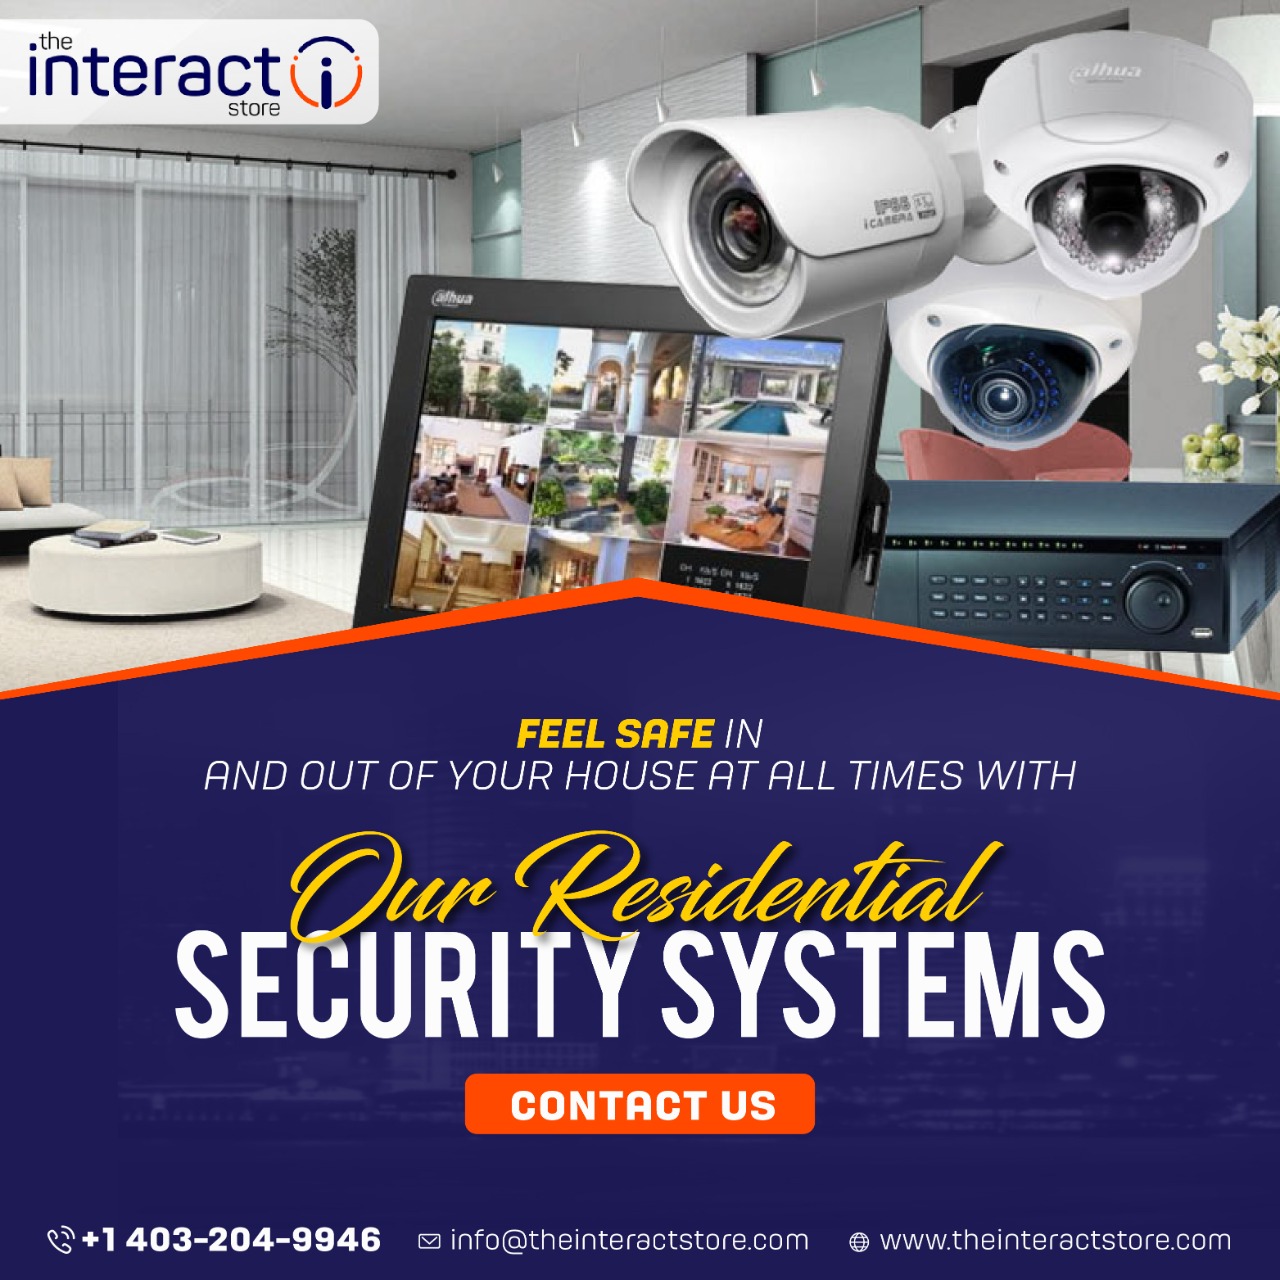 the
interact
store
alhua
IP66
iCAMERA
alhua
FEEL SAFE IN
AND OUT OF YOUR HOUSE AT ALL TIMES WITH
Our Residential
SECURITY SYSTEMS
CONTACT US
+1 403-204-9946
info@theinteractstore.com
www.theinteractstore.com